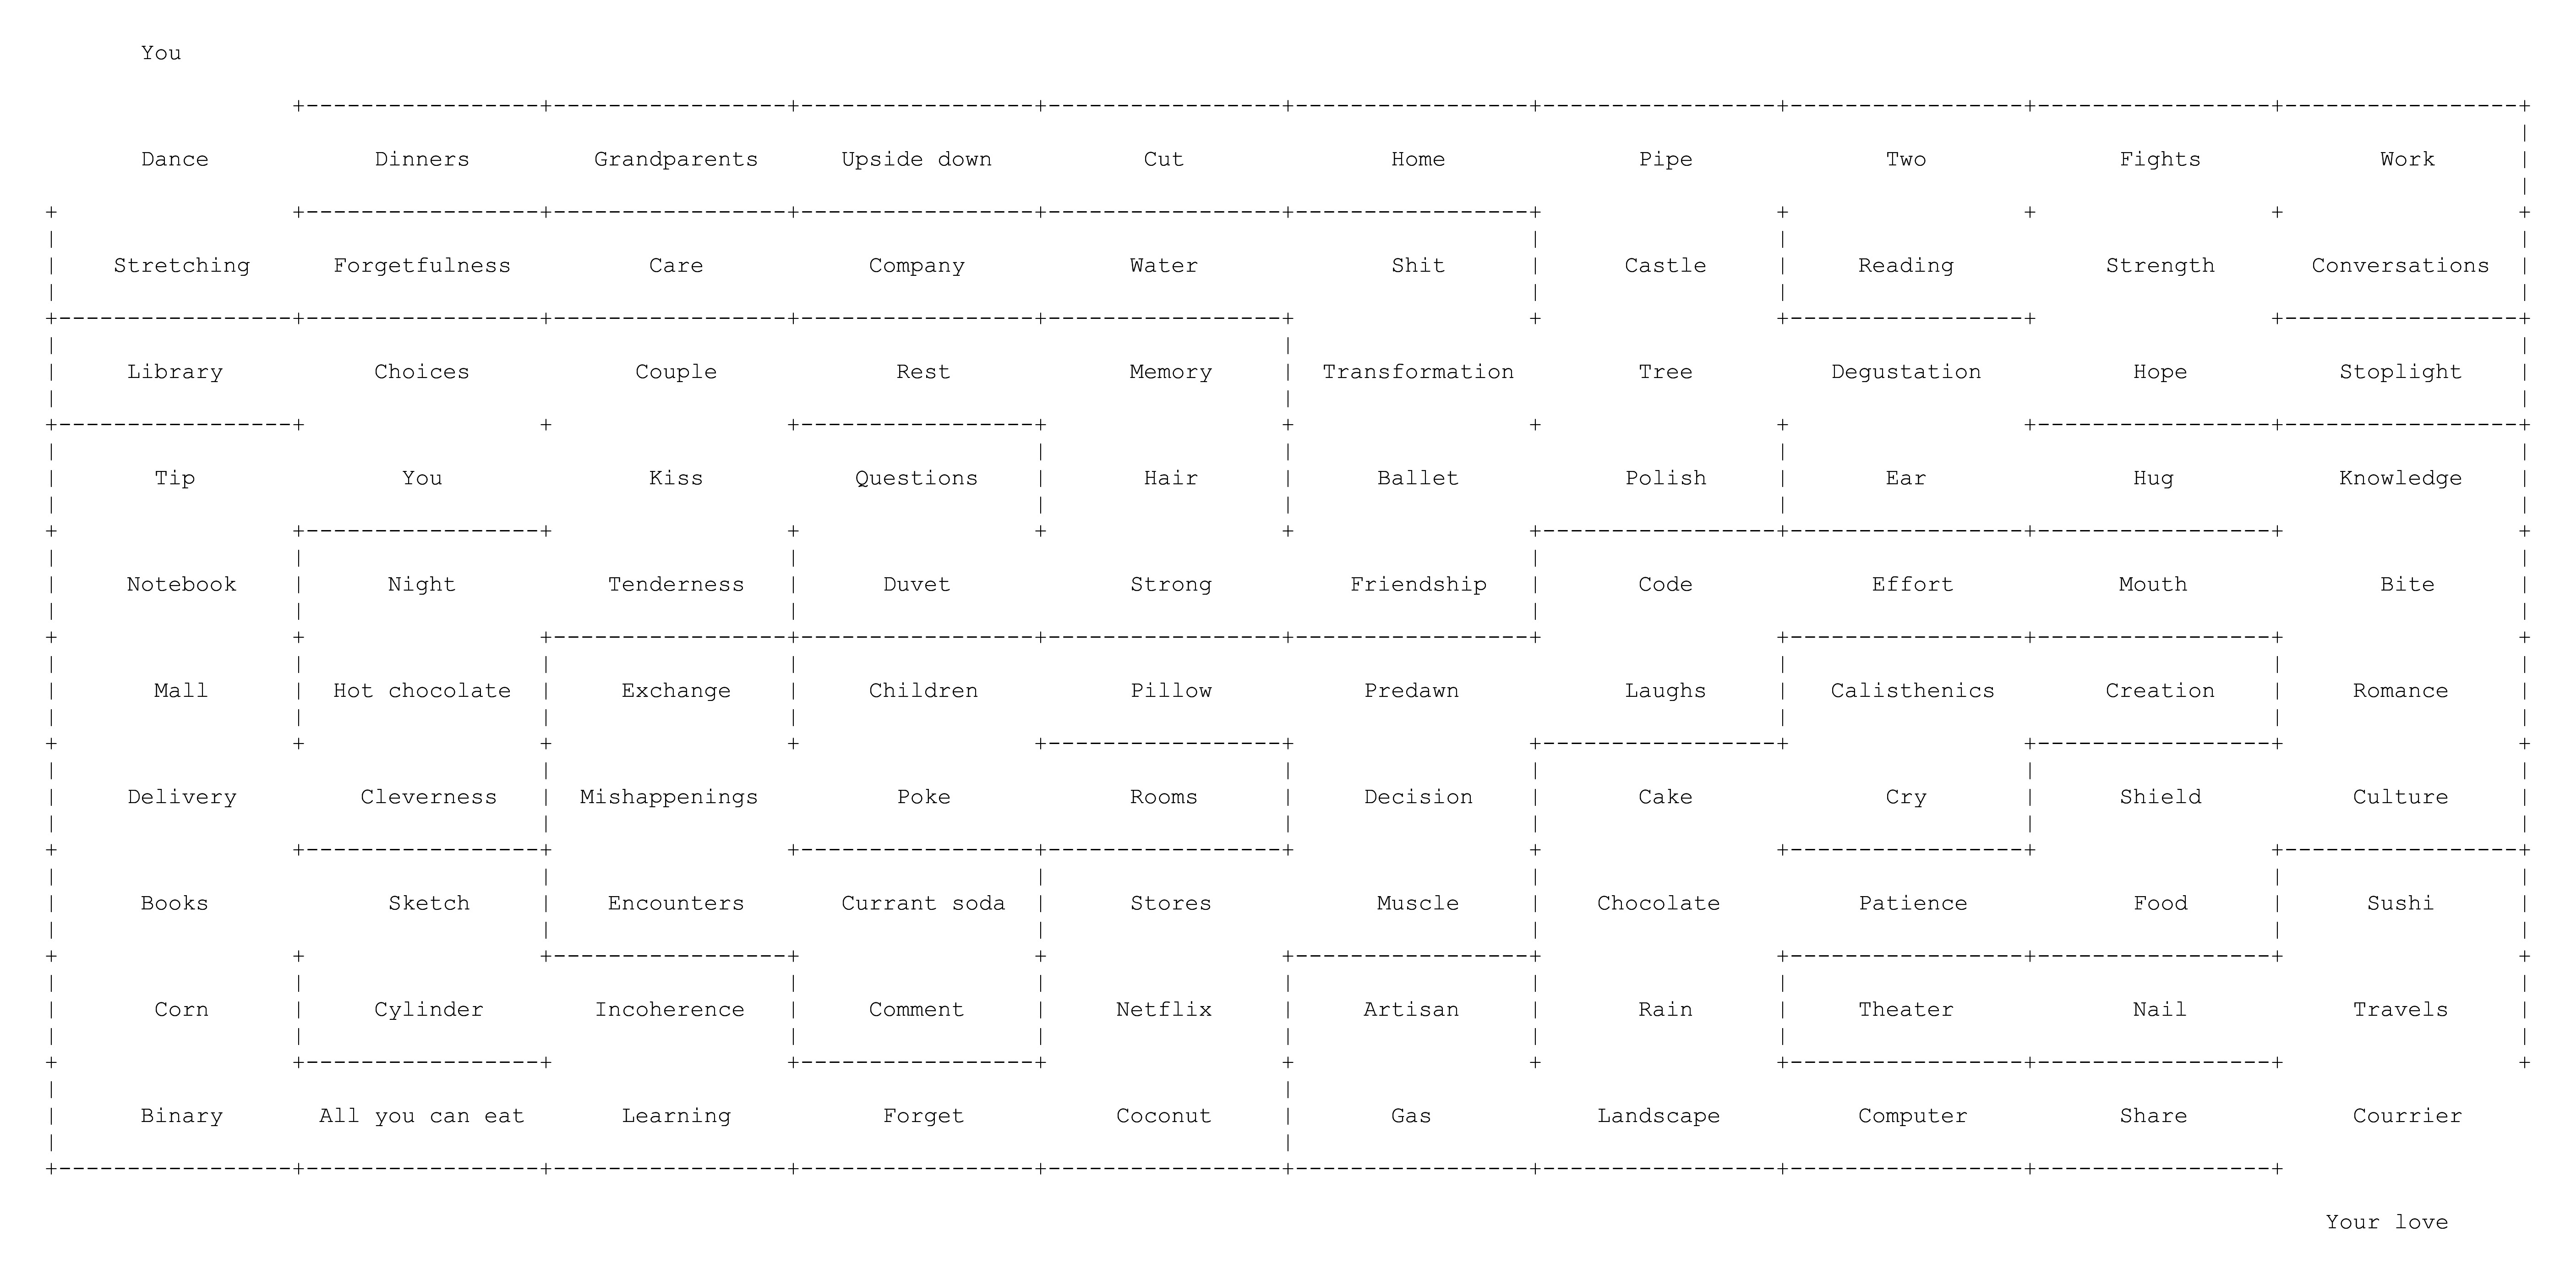 You
Dance Dinners Grandparents Upside down Cut Home Pipe Two Fights Work
Stretching Forgetfulness Care Company Water Shit Castle Reading Strength Conversations
Library Choices Couple Rest Memory Transformation Tree Degustation Hope Stoplight
Tip You Kiss Questions Hair Ballet Polish Ear Hug Knowledge
Notebook Night Tenderness Duvet Strong Friendship Code Effort Mouth Bite
Mall Hot chocolate Exchange Children Pillow Predawn Laughs Calisthenics Creation Romance
Delivery Cleverness Mishappenings Poke Rooms Decision Cake Cry Shield Culture
Books Sketch Encounters Currant soda Stores Muscle Chocolate Patience Food Sushi
Corn Cylinder Incoherence Comment Netflix Artisan Rain Theater Nail Travels
Binary All you can eat Learning Forget Coconut Gas Landscape Computer Share Courrier
Your love